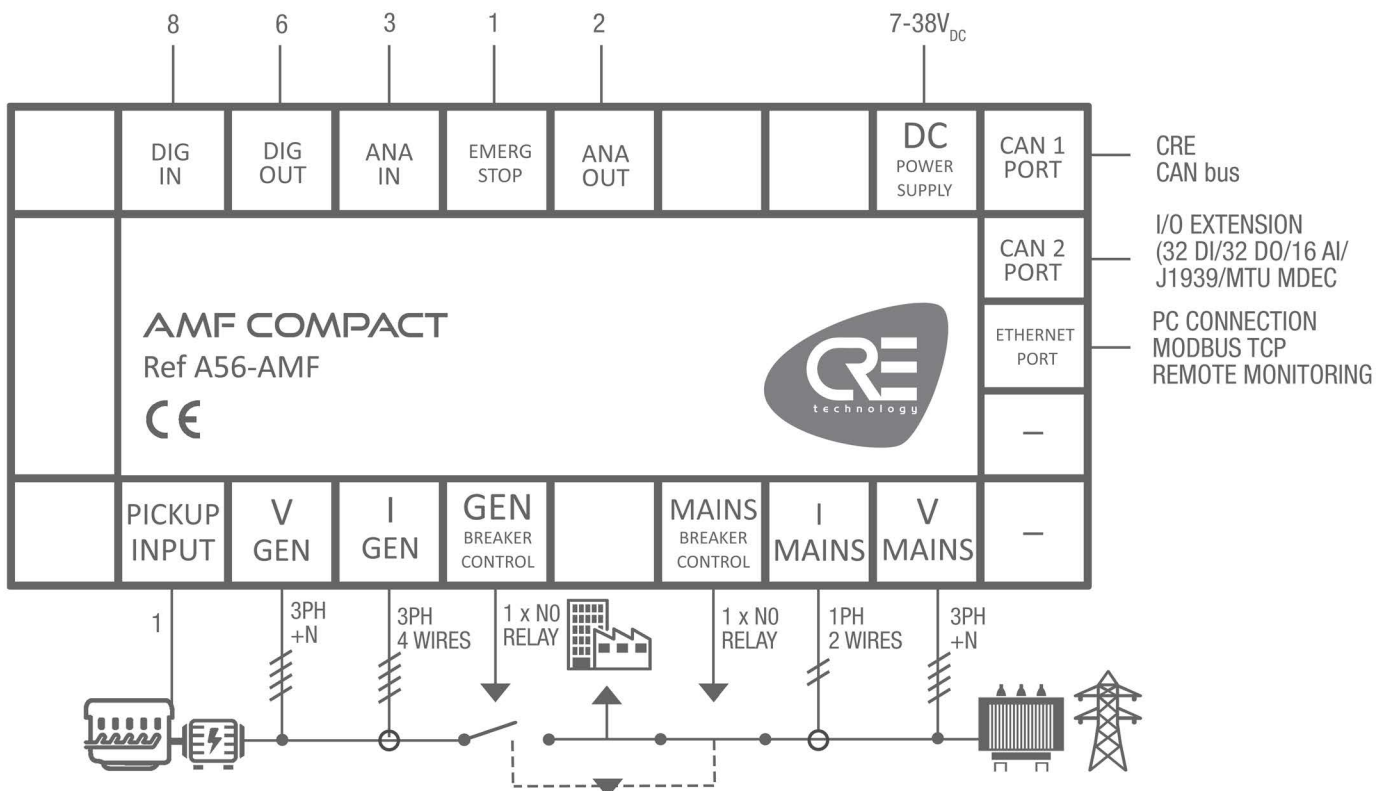 8
6
3
1
2
7-38V DC
DIG
IN
DIG
OUT
ANA
IN
EMERG
STOP
ANA
OUT
DC
POWER
SUPPLY
CAN 1
PORT
CRE
CAN bus
CAN 2
PORT
I/O EXTENSION
(32 DI/32 DO/16 AI/
J1939/MTU MDEC
ETHERNET
PORT
PC CONNECTION
MODBUS TCP
REMOTE MONITORING
AMF COMPACT
Ref A56-AMF
CE
CRE
technology
–
–
PICKUP
INPUT
V
GEN
I
GEN
GEN
BREAKER
CONTROL
MAINS
BREAKER
CONTROL
I
MAINS
V
MAINS
1
3PH
+N
3PH
4 WIRES
1 x NO
RELAY
1 x NO
RELAY
1PH
2 WIRES
3PH
+N